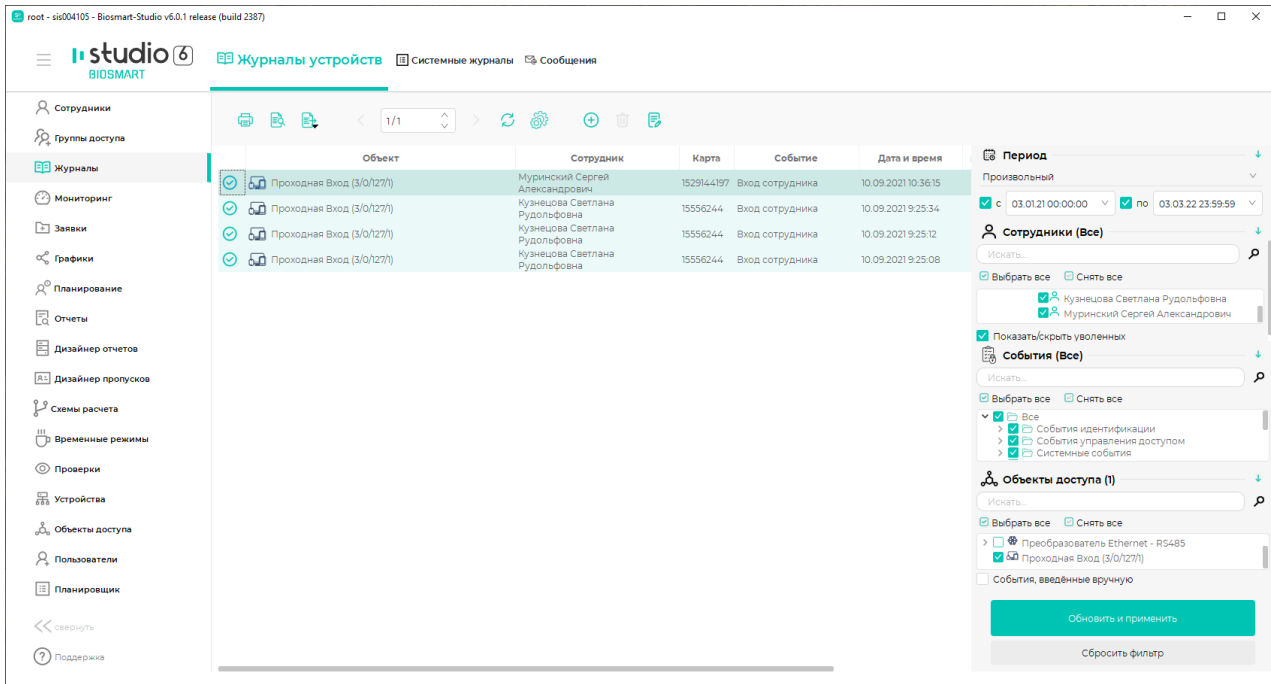 root - sis004105 - Biosmart-Studio v6.0.1 release (build 2387)
studio 6
BIOSMART
Журналы устройств
Системные журналы
Сообщения
Сотрудники
Группы доступа
Журналы
Мониторинг
Заявки
Графики
Планирование
Отчеты
Дизайнер отчетов
Дизайнер пропусков
Схемы расчета
Временные режимы
Проверки
Устройства
Объекты доступа
Пользователи
Планировщик
свернуть
Поддержка
1/1
Объект Сотрудник Карта Событие Дата и время
Проходная Вход (3/0/127/1) Муринский Сергей Александрович 1529144197 Вход сотрудника 10.09.2021 10:36:15
Проходная Вход (3/0/127/1) Кузнецова Светлана Рудольфовна 15556244 Вход сотрудника 10.09.2021 9:25:34
Проходная Вход (3/0/127/1) Кузнецова Светлана Рудольфовна 15556244 Вход сотрудника 10.09.2021 9:25:12
Проходная Вход (3/0/127/1) Кузнецова Светлана Рудольфовна 15556244 Вход сотрудника 10.09.2021 9:25:08
Период
Произвольный
с 03.01.21 00:00:00 по 03.03.22 23:59:59
Сотрудники (Все)
Искать...
Выбрать все Снять все
Кузнецова Светлана Рудольфовна
Муринский Сергей Александрович
Показать/скрыть уволенных
События (Все)
Искать...
Выбрать все Снять все
Все
События идентификации
События управления доступом
Системные события
Объекты доступа (1)
Искать...
Выбрать все Снять все
Преобразователь Ethernet - RS485
Проходная Вход (3/0/127/1)
События, введённые вручную
Обновить и применить
Сбросить фильтр